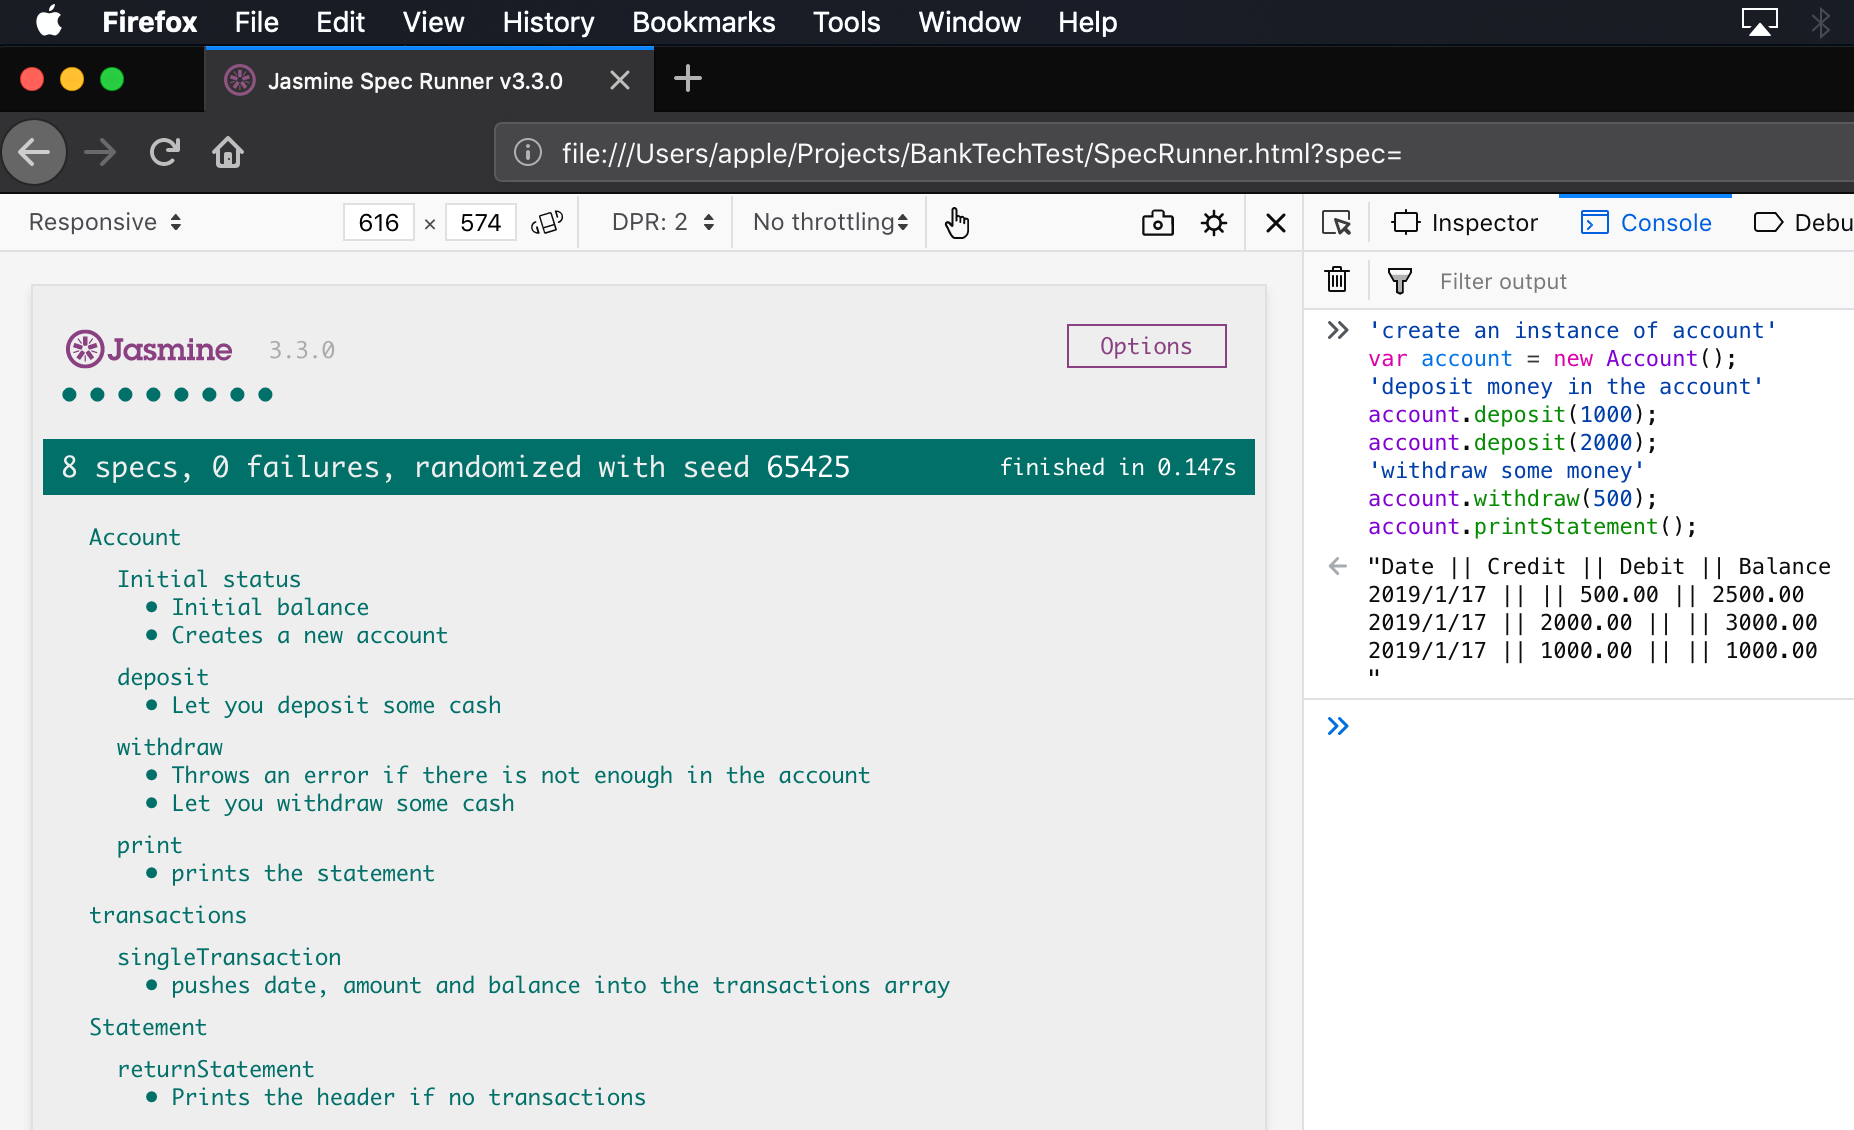 Firefox File Edit View History Bookmarks Tools Window Help
Jasmine Spec Runner v3.3.0
file:///Users/apple/Projects/BankTechTest/SpecRunner.html?spec=
Responsive 616 × 574 DPR: 2 No throttling
Inspector Console Debu
Filter output
Jasmine 3.3.0 Options
8 specs, 0 failures, randomized with seed 65425 finished in 0.147s
Account
Initial status
• Initial balance
• Creates a new account
deposit
• Let you deposit some cash
withdraw
• Throws an error if there is not enough in the account
• Let you withdraw some cash
print
• prints the statement
transactions
singleTransaction
• pushes date, amount and balance into the transactions array
Statement
returnStatement
• Prints the header if no transactions
'create an instance of account'
var account = new Account();
'deposit money in the account'
account.deposit(1000);
account.deposit(2000);
'withdraw some money'
account.withdraw(500);
account.printStatement();
"Date || Credit || Debit || Balance
2019/1/17 || || 500.00 || 2500.00
2019/1/17 || 2000.00 || || 3000.00
2019/1/17 || 1000.00 || || 1000.00
"